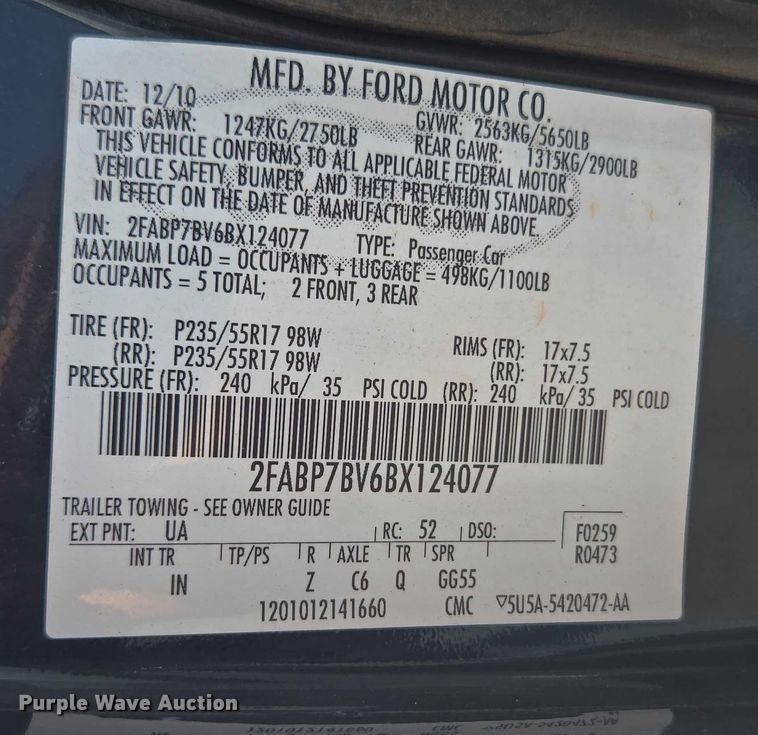 MFD. BY FORD MOTOR CO.
DATE: 12/10 GVWR: 2563KG/5650LB
FRONT GAWR: 1247KG/2750LB REAR GAWR: 1315KG/2900LB
THIS VEHICLE CONFORMS TO ALL APPLICABLE FEDERAL MOTOR
VEHICLE SAFETY, BUMPER, AND THEFT PREVENTION STANDARDS
IN EFFECT ON THE DATE OF MANUFACTURE SHOWN ABOVE.
VIN: 2FABP7BV6BX124077 TYPE: Passenger Car
MAXIMUM LOAD = OCCUPANTS + LUGGAGE = 498KG/1100LB
OCCUPANTS = 5 TOTAL; 2 FRONT, 3 REAR
TIRE (FR): P235/55R17 98W RIMS (FR): 17x7.5
(RR): P235/55R17 98W (RR): 17x7.5
PRESSURE (FR): 240 kPa/ 35 PSI COLD (RR): 240 kPa/ 35 PSI COLD
2FABP7BV6BX124077
TRAILER TOWING - SEE OWNER GUIDE
EXT PNT: UA RC: 52 DSO: F0259
INT TR TP/PS R AXLE TR SPR R0473
IN Z C6 Q GG55
1201012141660 CMC ▽5U5A-5420472-AA
Purple Wave Auction